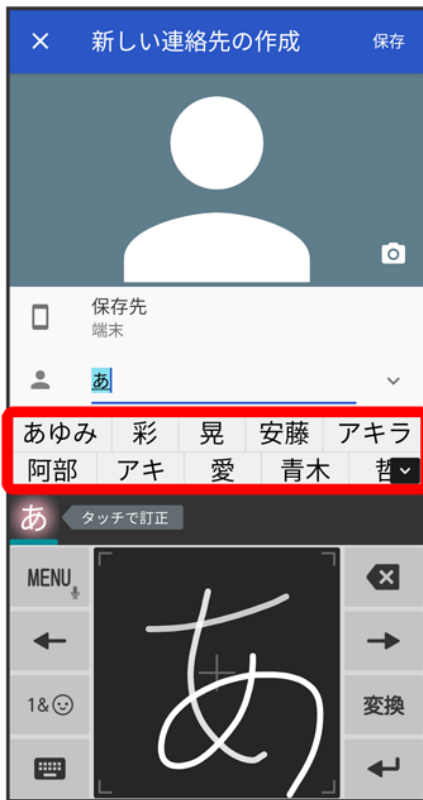 新しい連絡先の作成 保存
保存先
端末
あ
あゆみ 彩 晃 安藤 アキラ
阿部 アキ 愛 青木 哲
あ タッチで訂正
MENU
あ
1&
変換